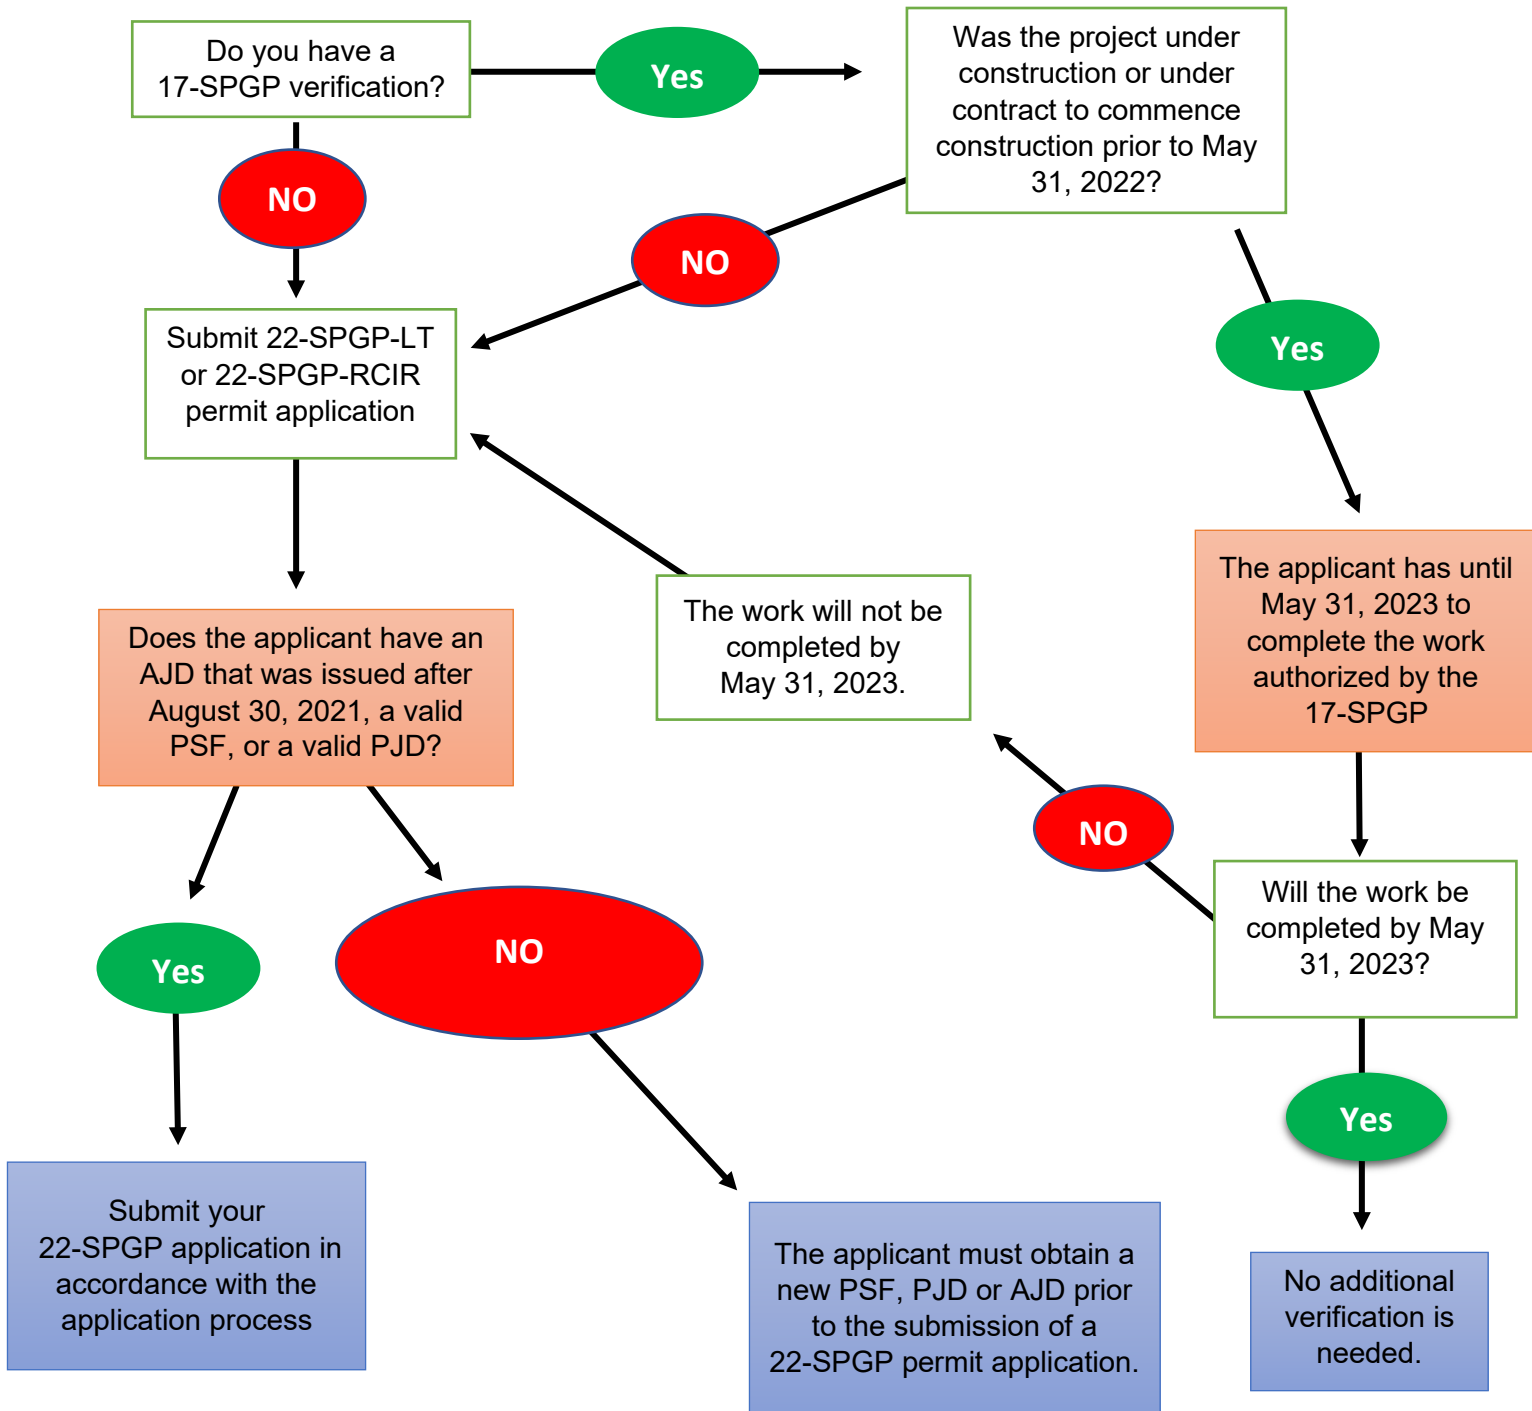 Do you have a
17-SPGP verification?
Yes
Was the project under
construction or under
contract to commence
construction prior to May
31, 2022?
NO
NO
Submit 22-SPGP-LT
or 22-SPGP-RCIR
permit application
Yes
The applicant has until
May 31, 2023 to
complete the work
authorized by the
17-SPGP
The work will not be
completed by
May 31, 2023.
Does the applicant have an
AJD that was issued after
August 30, 2021, a valid
PSF, or a valid PJD?
NO
Will the work be
completed by May
31, 2023?
Yes
NO
Yes
Submit your
22-SPGP application in
accordance with the
application process
The applicant must obtain a
new PSF, PJD or AJD prior
to the submission of a
22-SPGP permit application.
No additional
verification is
needed.